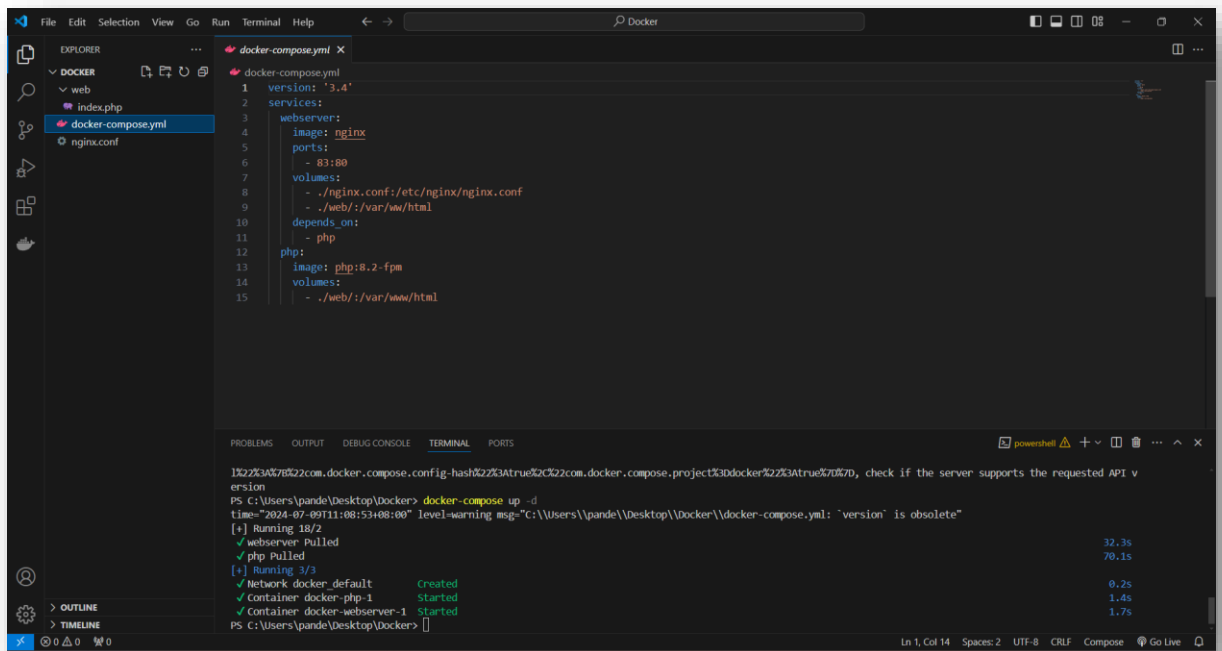 File Edit Selection View Go Run Terminal Help
Docker
EXPLORER
DOCKER
web
index.php
docker-compose.yml
nginx.conf
OUTLINE
TIMELINE
docker-compose.yml
docker-compose.yml
1 version: '3.4'
2 services:
3 webserver:
4 image: nginx
5 ports:
6 - 83:80
7 volumes:
8 - ./nginx.conf:/etc/nginx/nginx.conf
9 - ./web/:/var/ww/html
10 depends_on:
11 - php
12 php:
13 image: php:8.2-fpm
14 volumes:
15 - ./web/:/var/www/html
PROBLEMS OUTPUT DEBUG CONSOLE TERMINAL PORTS
powershell
l%22%3A%7B%22com.docker.compose.config-hash%22%3Atrue%2C%22com.docker.compose.project%3Ddocker%22%3Atrue%7D%7D, check if the server supports the requested API v
ersion
PS C:\Users\pande\Desktop\Docker> docker-compose up -d
time="2024-07-09T11:08:53+08:00" level=warning msg="C:\\Users\\pande\\Desktop\\Docker\\docker-compose.yml: `version` is obsolete"
[+] Running 18/2
✓ webserver Pulled 32.3s
✓ php Pulled 70.1s
[+] Running 3/3
✓ Network docker_default Created 0.2s
✓ Container docker-php-1 Started 1.4s
✓ Container docker-webserver-1 Started 1.7s
PS C:\Users\pande\Desktop\Docker>
0 0 0 Ln 1, Col 14 Spaces: 2 UTF-8 CRLF Compose Go Live